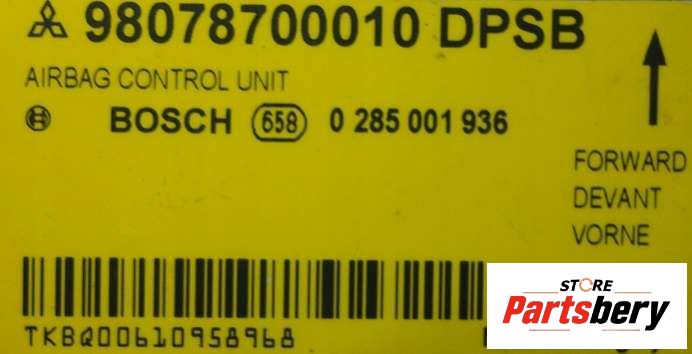 98078700010 DPSB
AIRBAG CONTROL UNIT
BOSCH 658 0 285 001 936
FORWARD
DEVANT
VORNE
TKBQ00610958968
STORE
Partsbery